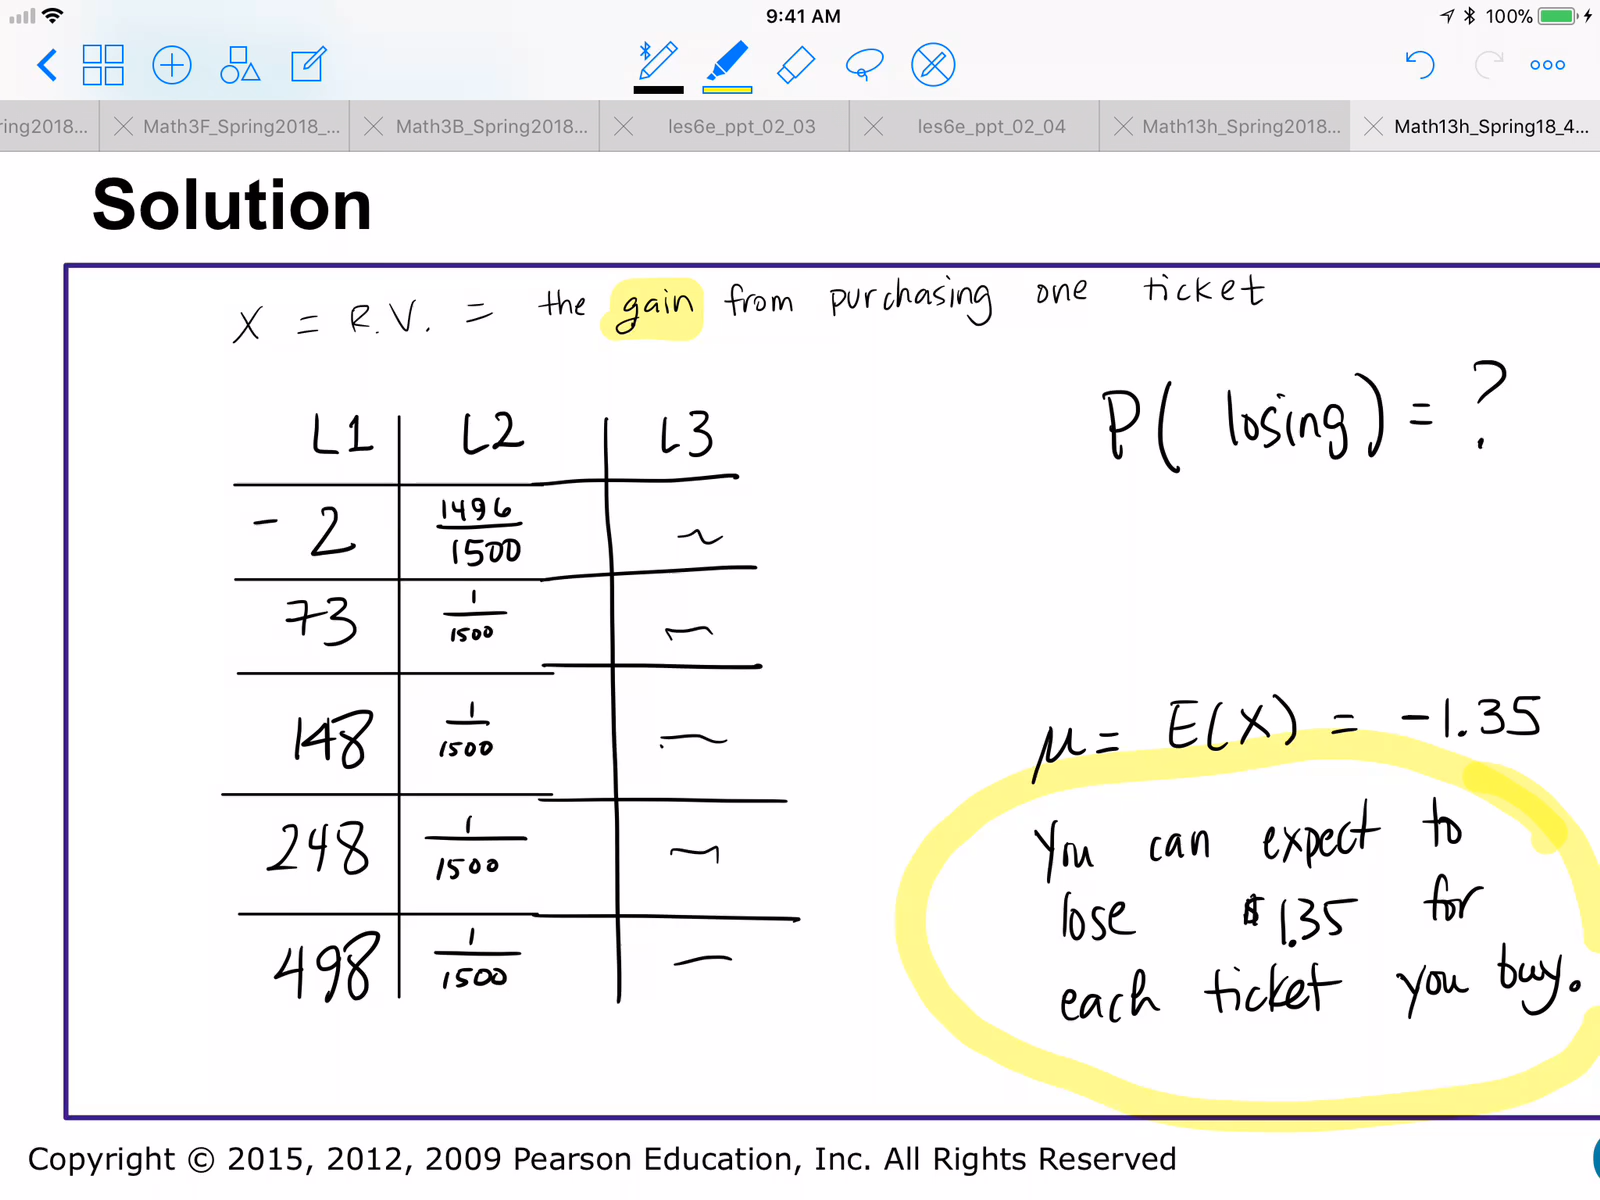 9:41 AM
100%
ring2018...
Math3F_Spring2018_...
Math3B_Spring2018...
les6e_ppt_02_03
les6e_ppt_02_04
Math13h_Spring2018...
Math13h_Spring18_4...
Solution
X = R.V. = the gain from purchasing one ticket
P( losing) = ?
L1 L2 L3
-2 1496/1500 ~
73 1/1500 —
148 1/1500 —
248 1/1500 —
498 1/1500 —
μ = E(X) = -1.35
You can expect to
lose $1.35 for
each ticket you buy.
Copyright © 2015, 2012, 2009 Pearson Education, Inc. All Rights Reserved